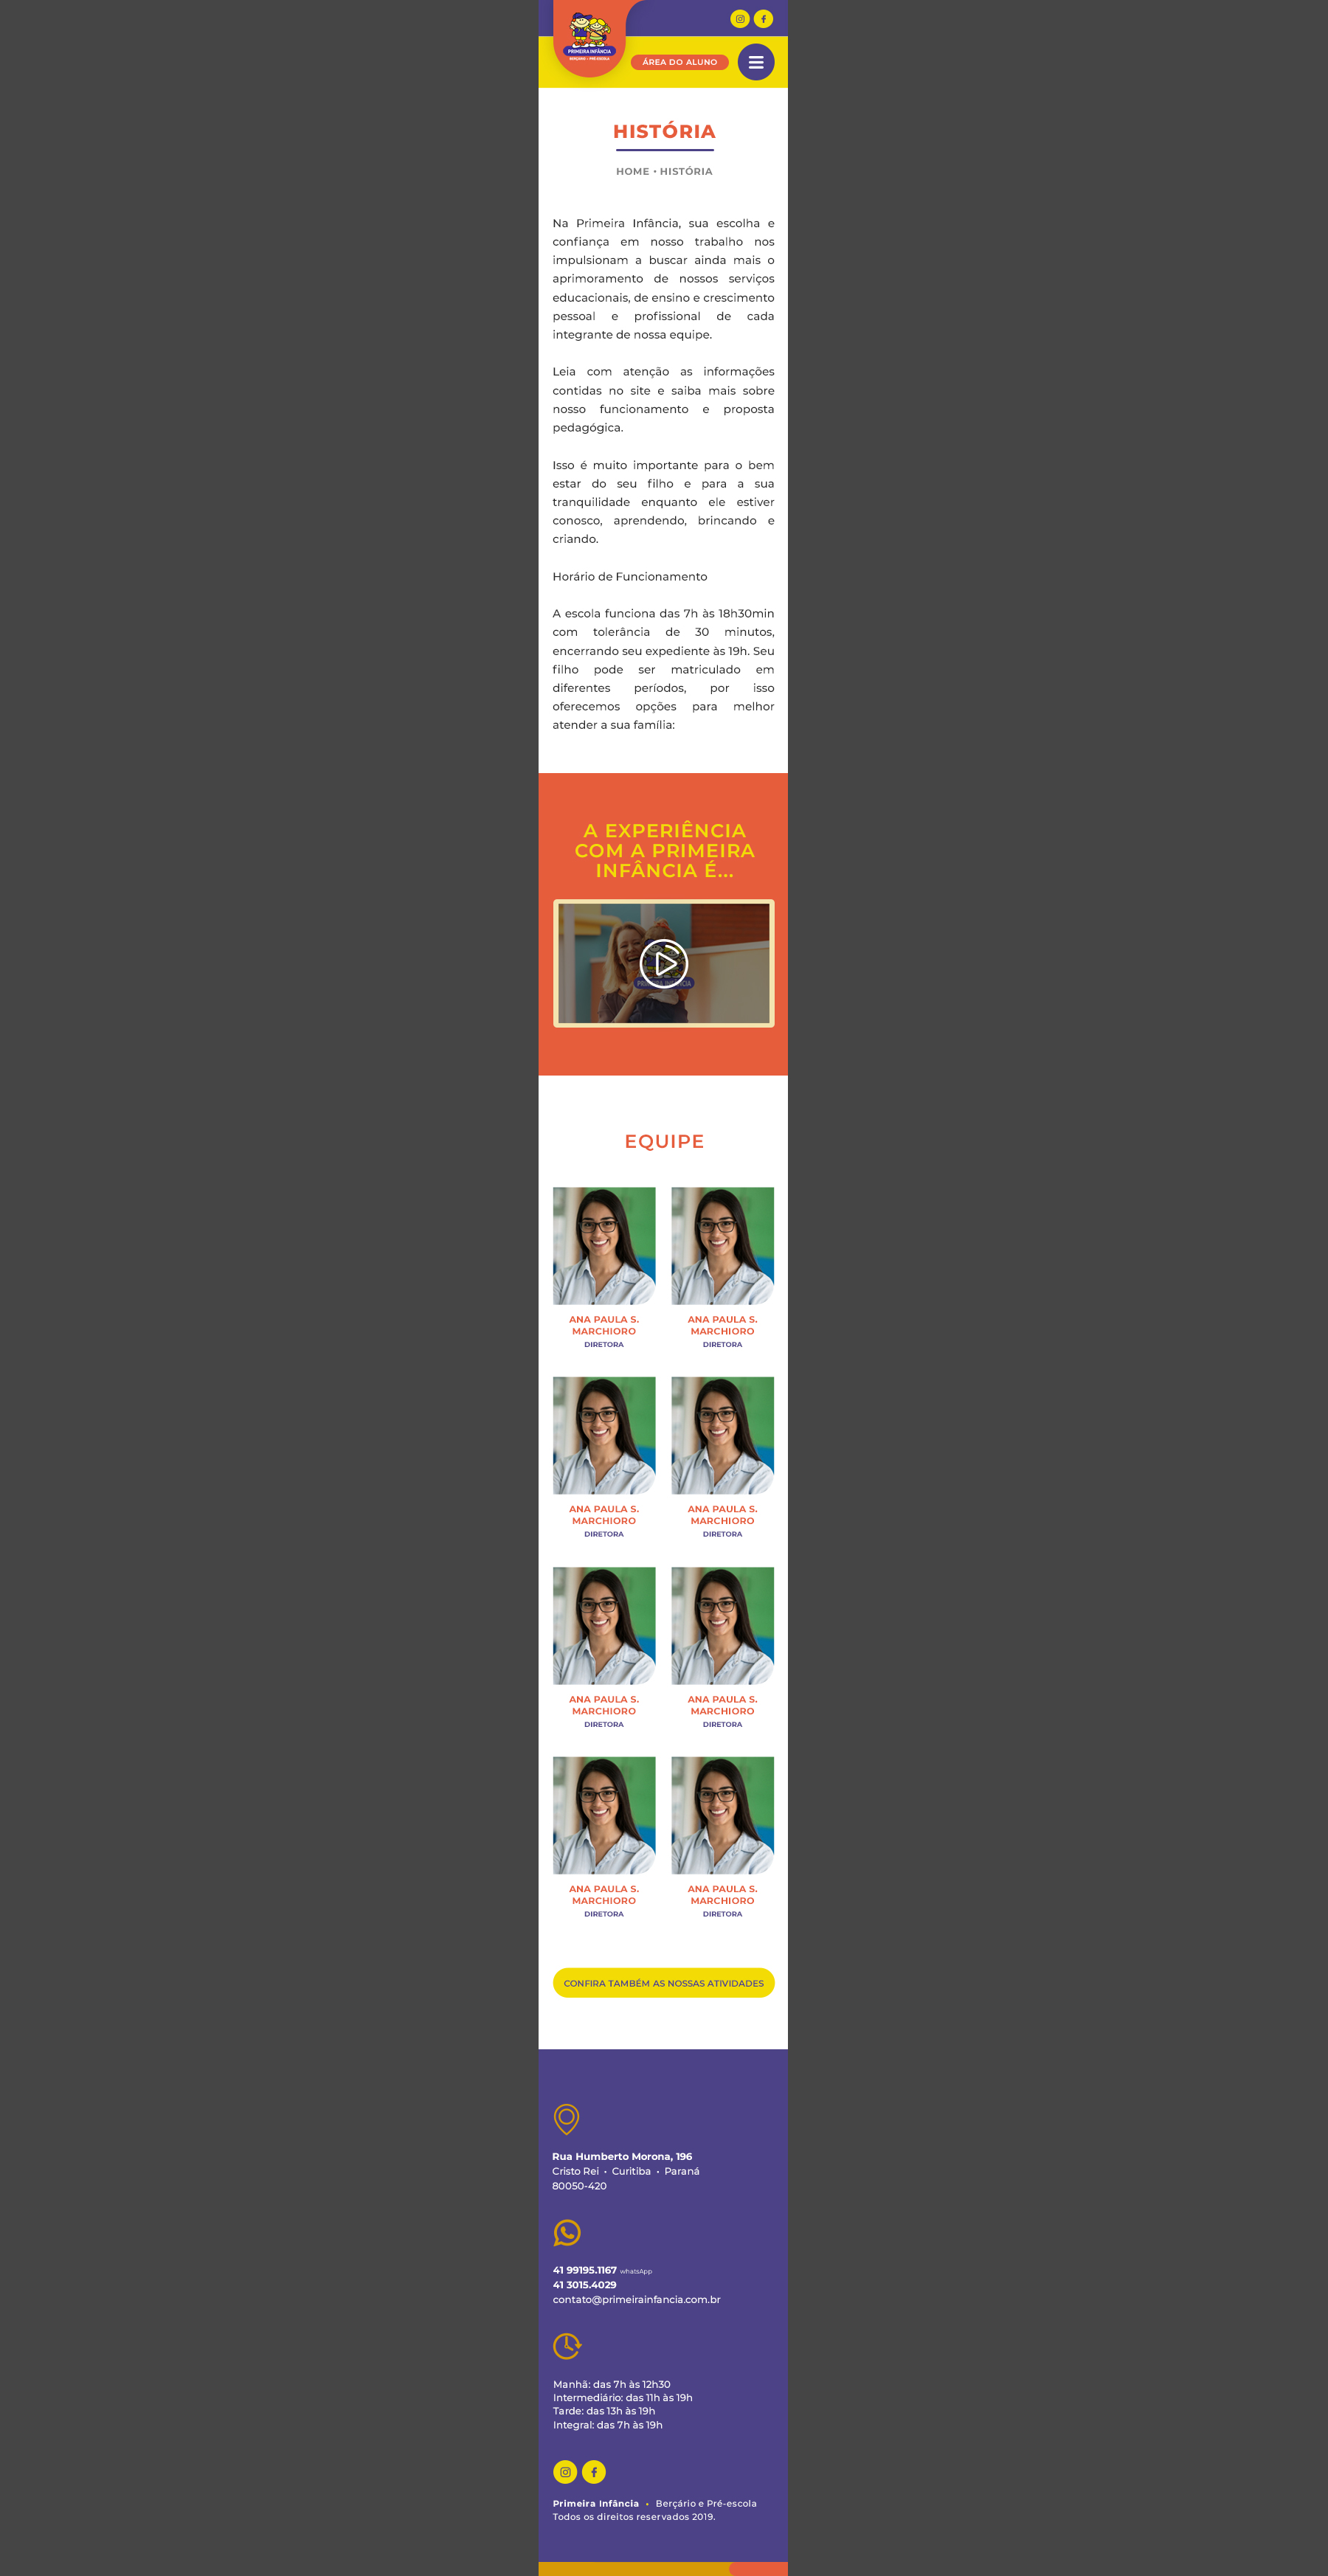 PRIMEIRA INFÂNCIA
BERÇÁRIO • PRÉ-ESCOLA
ÁREA DO ALUNO
HISTÓRIA
HOME • HISTÓRIA
Na Primeira Infância, sua escolha e
confiança em nosso trabalho nos
impulsionam a buscar ainda mais o
aprimoramento de nossos serviços
educacionais, de ensino e crescimento
pessoal e profissional de cada
integrante de nossa equipe.
Leia com atenção as informações
contidas no site e saiba mais sobre
nosso funcionamento e proposta
pedagógica.
Isso é muito importante para o bem
estar do seu filho e para a sua
tranquilidade enquanto ele estiver
conosco, aprendendo, brincando e
criando.
Horário de Funcionamento
A escola funciona das 7h às 18h30min
com tolerância de 30 minutos,
encerrando seu expediente às 19h. Seu
filho pode ser matriculado em
diferentes períodos, por isso
oferecemos opções para melhor
atender a sua família:
A EXPERIÊNCIA
COM A PRIMEIRA
INFÂNCIA É...
PRIMEIRA INFÂNCIA
EQUIPE
ANA PAULA S. ANA PAULA S.
MARCHIORO MARCHIORO
DIRETORA DIRETORA
ANA PAULA S. ANA PAULA S.
MARCHIORO MARCHIORO
DIRETORA DIRETORA
ANA PAULA S. ANA PAULA S.
MARCHIORO MARCHIORO
DIRETORA DIRETORA
ANA PAULA S. ANA PAULA S.
MARCHIORO MARCHIORO
DIRETORA DIRETORA
CONFIRA TAMBÉM AS NOSSAS ATIVIDADES
Rua Humberto Morona, 196
Cristo Rei • Curitiba • Paraná
80050-420
41 99195.1167 whatsApp
41 3015.4029
contato@primeirainfancia.com.br
Manhã: das 7h às 12h30
Intermediário: das 11h às 19h
Tarde: das 13h às 19h
Integral: das 7h às 19h
Primeira Infância • Berçário e Pré-escola
Todos os direitos reservados 2019.